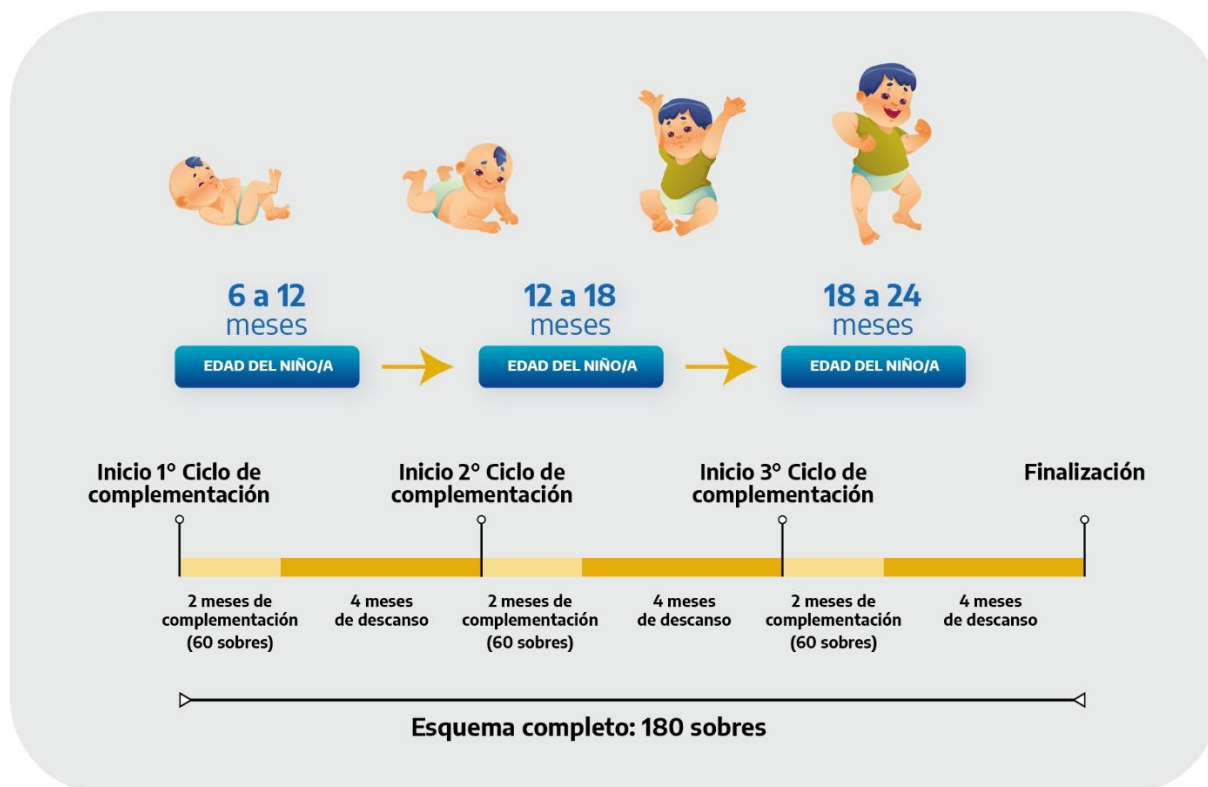 6 a 12
meses
EDAD DEL NIÑO/A
12 a 18
meses
EDAD DEL NIÑO/A
18 a 24
meses
EDAD DEL NIÑO/A
Inicio 1° Ciclo de
complementación
Inicio 2° Ciclo de
complementación
Inicio 3° Ciclo de
complementación
Finalización
2 meses de
complementación
(60 sobres)
4 meses
de descanso
2 meses de
complementación
(60 sobres)
4 meses
de descanso
2 meses de
complementación
(60 sobres)
4 meses
de descanso
Esquema completo: 180 sobres